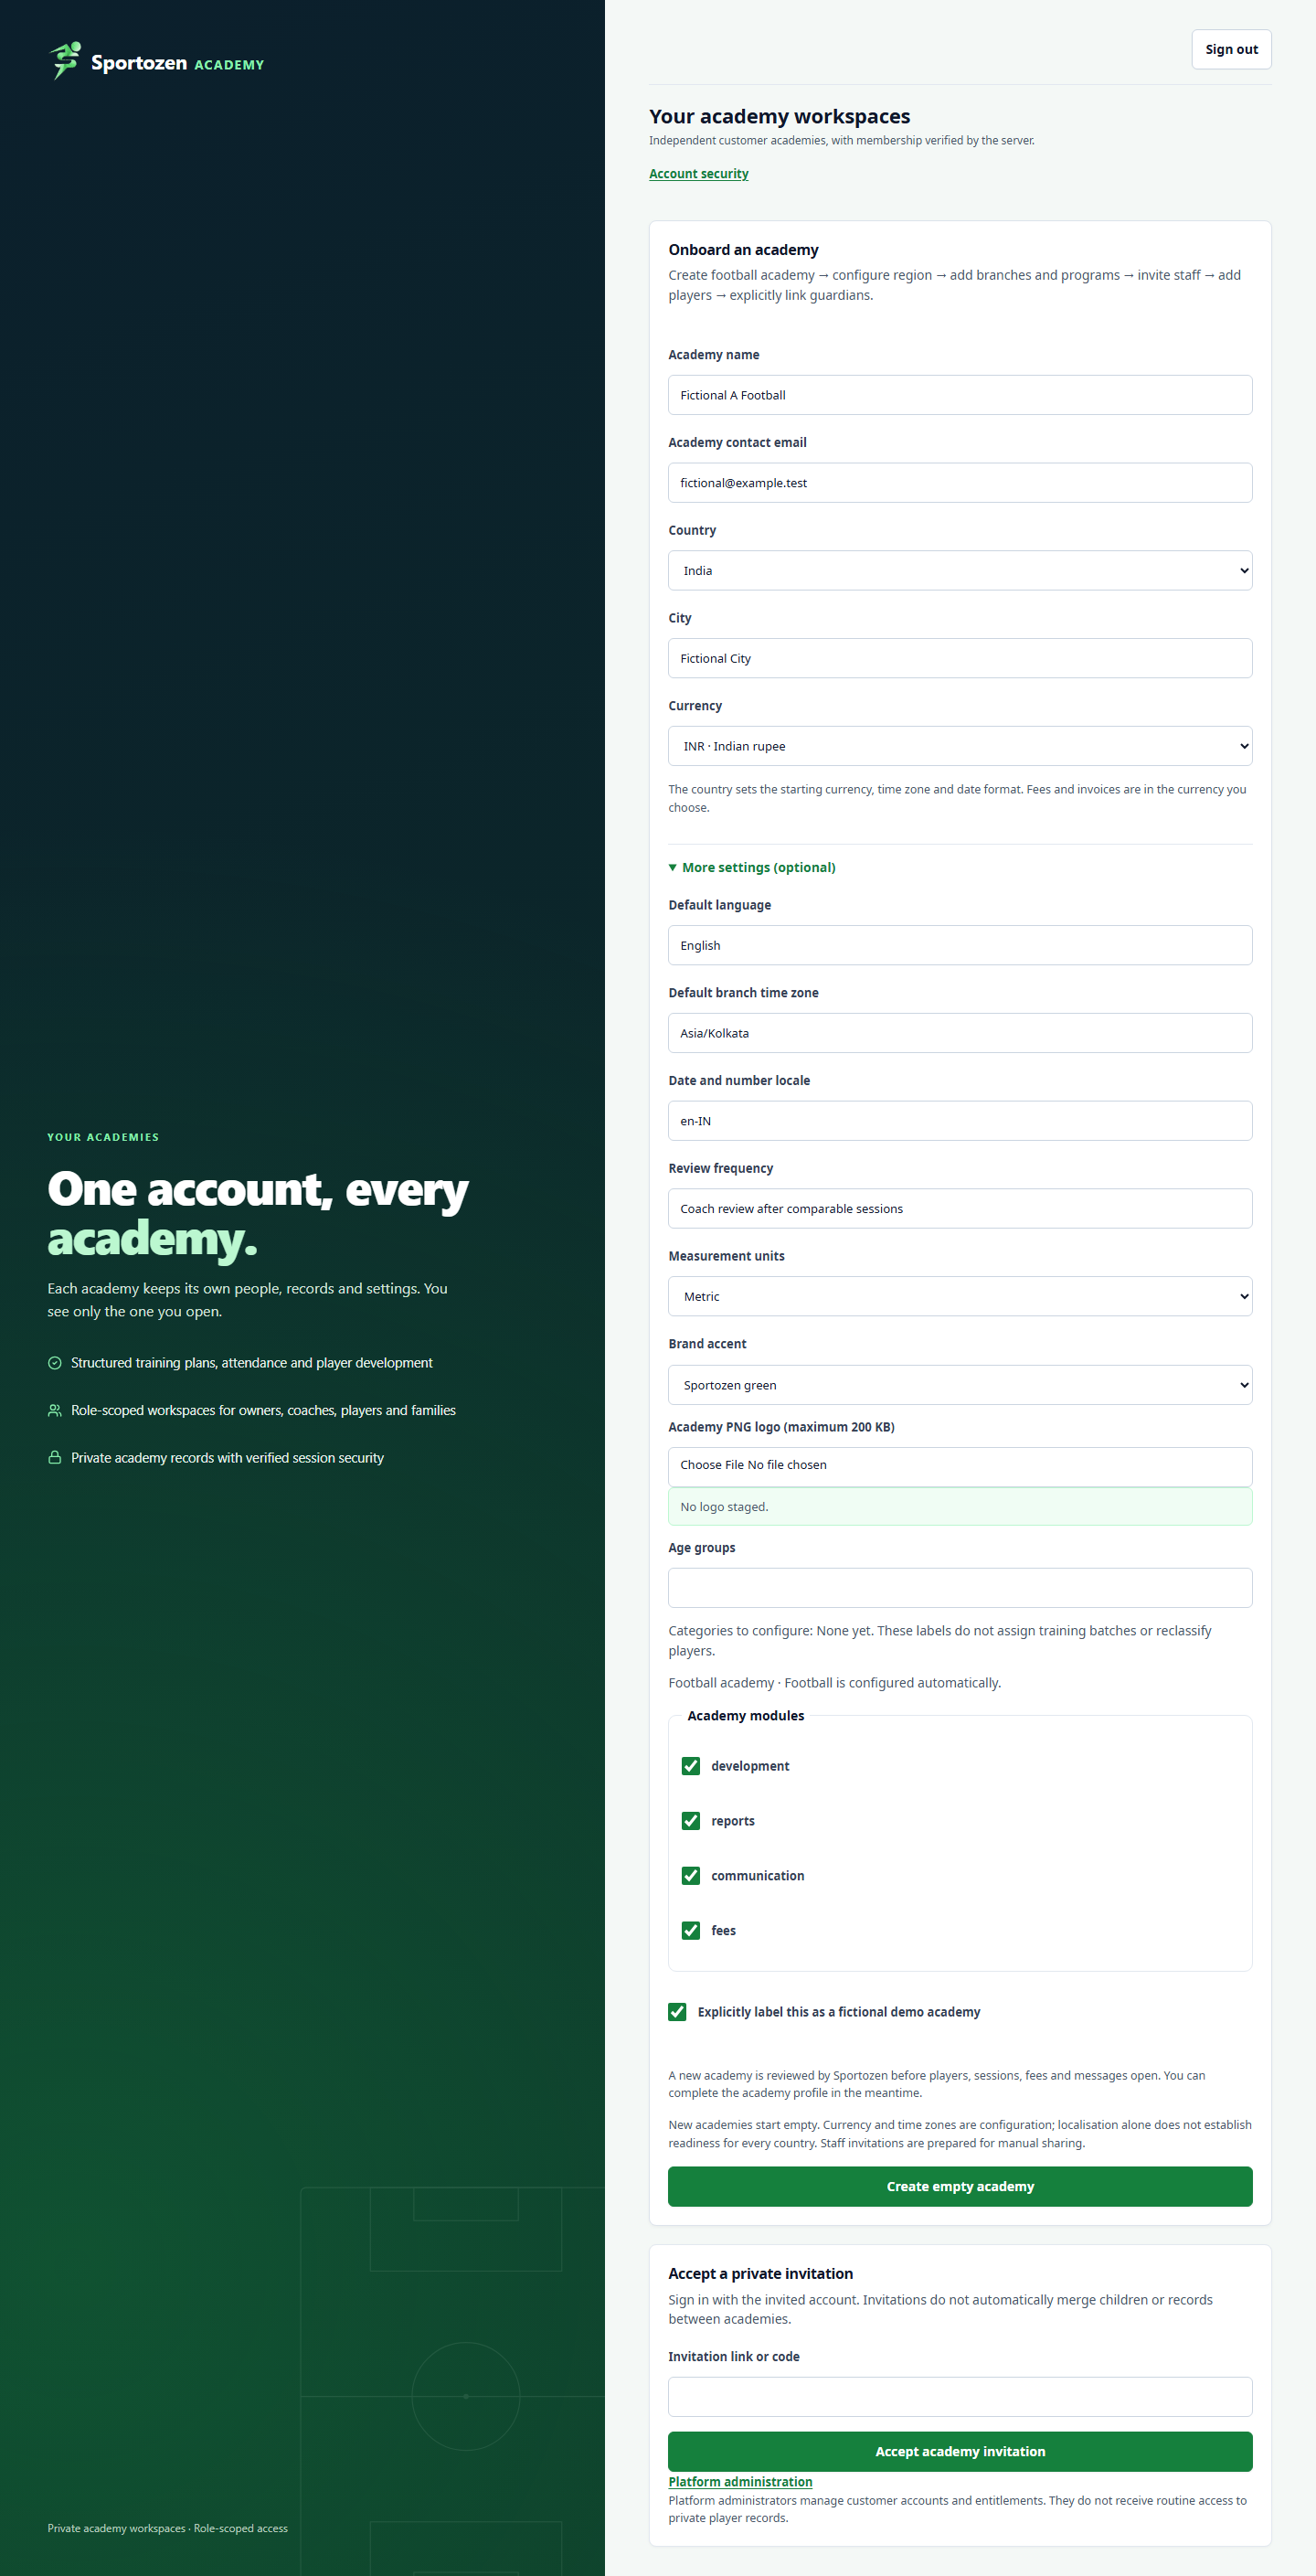 Sportozen ACADEMY
YOUR ACADEMIES
One account, every
academy.
Each academy keeps its own people, records and settings. You
see only the one you open.
Structured training plans, attendance and player development
Role-scoped workspaces for owners, coaches, players and families
Private academy records with verified session security
Private academy workspaces · Role-scoped access
Sign out
Your academy workspaces
Independent customer academies, with membership verified by the server.
Account security
Onboard an academy
Create football academy → configure region → add branches and programs → invite staff → add
players → explicitly link guardians.
Academy name
Fictional A Football
Academy contact email
fictional@example.test
Country
India
City
Fictional City
Currency
INR · Indian rupee
The country sets the starting currency, time zone and date format. Fees and invoices are in the currency you
choose.
▼ More settings (optional)
Default language
English
Default branch time zone
Asia/Kolkata
Date and number locale
en-IN
Review frequency
Coach review after comparable sessions
Measurement units
Metric
Brand accent
Sportozen green
Academy PNG logo (maximum 200 KB)
Choose File No file chosen
No logo staged.
Age groups
Categories to configure: None yet. These labels do not assign training batches or reclassify
players.
Football academy · Football is configured automatically.
Academy modules
development
reports
communication
fees
Explicitly label this as a fictional demo academy
A new academy is reviewed by Sportozen before players, sessions, fees and messages open. You can
complete the academy profile in the meantime.
New academies start empty. Currency and time zones are configuration; localisation alone does not establish
readiness for every country. Staff invitations are prepared for manual sharing.
Create empty academy
Accept a private invitation
Sign in with the invited account. Invitations do not automatically merge children or records
between academies.
Invitation link or code
Accept academy invitation
Platform administration
Platform administrators manage customer accounts and entitlements. They do not receive routine access to
private player records.